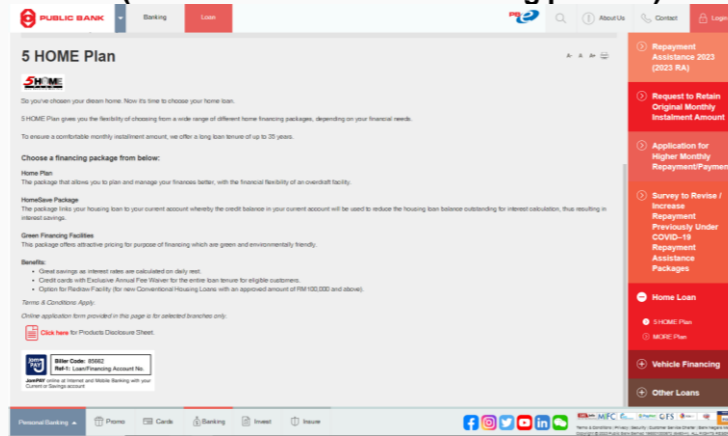 PUBLIC BANK
Banking
Loan
PBe
About Us
Contact
Login
5 HOME Plan
A- A A+
5HOME
So you've chosen your dream home. Now it's time to choose your home loan.
5 HOME Plan gives you the flexibility of choosing from a wide range of different home financing packages, depending on your financial needs.
To ensure a comfortable monthly installment amount, we offer a long loan tenure of up to 35 years.
Choose a financing package from below:
Home Plan
The package that allows you to plan and manage your finances better, with the financial flexibility of an overdraft facility.
HomeSave Package
The package links your housing loan to your current account whereby the credit balance in your current account will be used to reduce the housing loan balance outstanding for interest calculation, thus resulting in
interest savings.
Green Financing Facilities
This package offers attractive pricing for purpose of financing which are green and environmentally friendly.
Benefits:
• Great savings as interest rates are calculated on daily rest.
• Credit cards with Exclusive Annual Fee Waiver for the entire loan tenure for eligible customers.
• Option for Redraw Facility (for new Conventional Housing Loans with an approved amount of RM100,000 and above).
Terms & Conditions Apply.
Online application form provided in this page is for selected branches only.
Click here for Products Disclosure Sheet.
JomPAY
Biller Code: 85662
Ref-1: Loan/Financing Account No.
JomPAY online at Internet and Mobile Banking with your
Current or Savings account
Repayment
Assistance 2023
(2023 RA)
Request to Retain
Original Monthly
Instalment Amount
Application for
Higher Monthly
Repayment/Paymen
Survey to Revise /
Increase
Repayment
Previously Under
COVID-19
Repayment
Assistance
Packages
Home Loan
5 HOME Plan
MORE Plan
Vehicle Financing
Other Loans
Personal Banking
Promo
Cards
Banking
Invest
Insure
MIFC
GFS